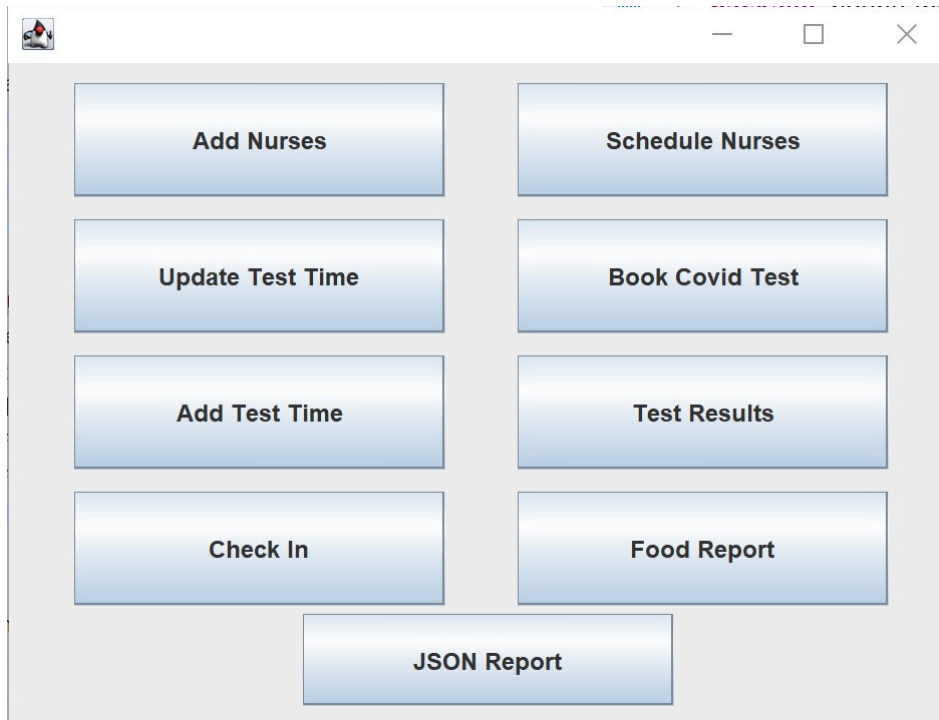 Add Nurses
Schedule Nurses
Update Test Time
Book Covid Test
Add Test Time
Test Results
Check In
Food Report
JSON Report